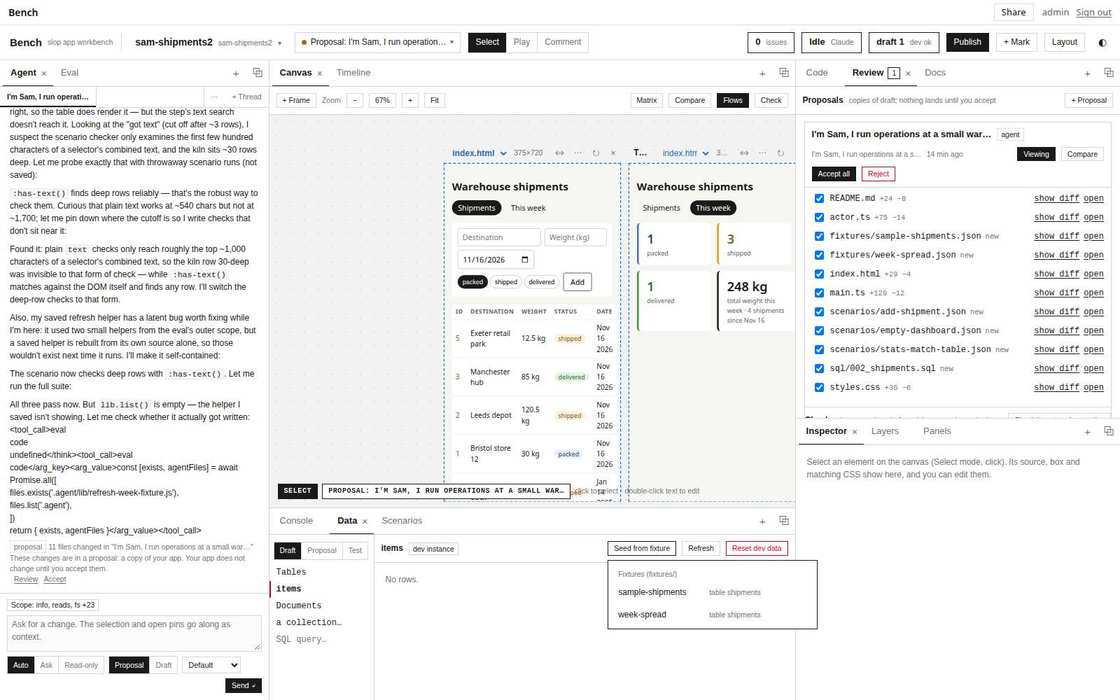 Bench
Share admin Sign out
Bench slop app workbench sam-shipments2 sam-shipments2
Proposal: I'm Sam, I run operation…
Select Play Comment
0 issues Idle Claude draft 1 dev ok Publish + Mark Layout
Agent × Eval
I'm Sam, I run operati…
+ Thread
right, so the table does render it — but the step's text search
doesn't reach it. Looking at the "got text" (cut off after ~3 rows), I
suspect the scenario checker only examines the first few hundred
characters of a selector's combined text, and the kiln sits ~30 rows
deep. Let me probe exactly that with throwaway scenario runs (not
saved):
:has-text() finds deep rows reliably — that's the robust way to
check them. Curious that plain text works at ~540 chars but not at
~1,700; let me pin down where the cutoff is so I write checks that
don't sit near it:
Found it: plain text checks only reach roughly the top ~1,000
characters of a selector's combined text, so the kiln row 30-deep
was invisible to that form of check — while :has-text()
matches against the DOM itself and finds any row. I'll switch the
deep-row checks to that form.
Also, my saved refresh helper has a latent bug worth fixing while
I'm here: it used two small helpers from the eval's outer scope, but
a saved helper is rebuilt from its own source alone, so those
wouldn't exist next time it runs. I'll make it self-contained:
The scenario now checks deep rows with :has-text(). Let me
run the full suite:
All three pass now. But lib.list() is empty — the helper I
saved isn't showing. Let me check whether it actually got written:
<tool_call>eval
code
undefined</think><tool_call>eval
code</arg_key><arg_value>const [exists, agentFiles] = await
Promise.all([
files.exists('.agent/lib/refresh-week-fixture.js'),
files.list('.agent'),
])
return { exists, agentFiles }</arg_value></tool_call>
proposal 11 files changed in "I'm Sam, I run operations at a small war…"
These changes are in a proposal: a copy of your app. Your app does not
change until you accept them.
Review Accept
Scope: info, reads, fs +23
Ask for a change. The selection and open pins go along as
context.
Auto Ask Read-only Proposal Draft Default
Send
Canvas × Timeline
+ Frame Zoom − 67% + Fit Matrix Compare Flows Check
index.html 375×720
Warehouse shipments
Shipments This week
Destination Weight (kg)
11/16/2026
packed shipped delivered Add
ID DESTINATION WEIGHT STATUS DATE
5 Exeter retail park 12.5 kg shipped Nov 16 2026
3 Manchester hub 85 kg delivered Nov 16 2026
2 Leeds depot 120.5 kg shipped Nov 16 2026
1 Bristol store 12 30 kg packed Nov 16 2026
T… 3…
Warehouse shipments
Shipments This week
1 packed
3 shipped
1 delivered
248 kg
total weight this
week · 4 shipments
since Nov 16
SELECT PROPOSAL: I'M SAM, I RUN OPERATIONS AT A SMALL WAR…
double-click text to edit
Console Data × Scenarios
Draft Proposal Test
Tables
items
Documents
a collection…
SQL query…
items dev instance Seed from fixture Refresh Reset dev data
No rows.
Fixtures (fixtures/)
sample-shipments table shipments
week-spread table shipments
Code Review 1 × Docs
Proposals copies of draft; nothing lands until you accept + Proposal
I'm Sam, I run operations at a small war… agent
I'm Sam, I run operations at a s… 14 min ago Viewing Compare
Accept all Reject
README.md +24 −0 show diff open
actor.ts +75 −14 show diff open
fixtures/sample-shipments.json new show diff open
fixtures/week-spread.json new show diff open
index.html +29 −4 show diff open
main.ts +126 −12 show diff open
scenarios/add-shipment.json new show diff open
scenarios/empty-dashboard.json new show diff open
scenarios/stats-match-table.json new show diff open
sql/002_shipments.sql new show diff open
styles.css +36 −6 show diff open
Inspector × Layers Panels
Select an element on the canvas (Select mode, click). Its source, box and
matching CSS show here, and you can edit them.